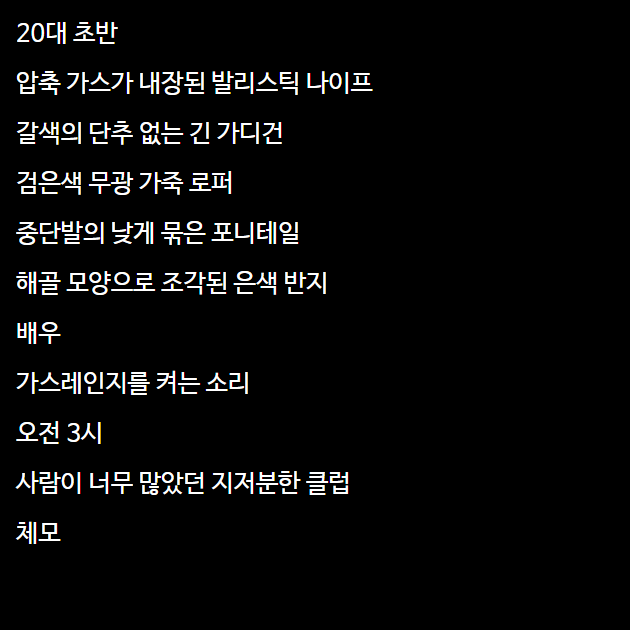 20대 초반
압축 가스가 내장된 발리스틱 나이프
갈색의 단추 없는 긴 가디건
검은색 무광 가죽 로퍼
중단발의 낮게 묶은 포니테일
해골 모양으로 조각된 은색 반지
배우
가스레인지를 켜는 소리
오전 3시
사람이 너무 많았던 지저분한 클럽
체모